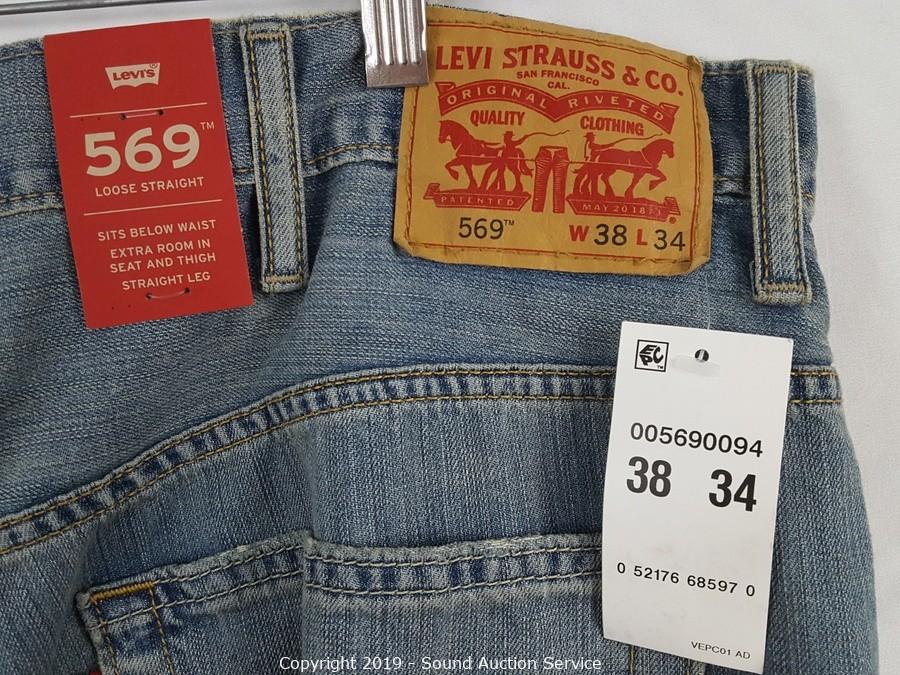 Levi's
569™
LOOSE STRAIGHT
SITS BELOW WAIST
EXTRA ROOM IN
SEAT AND THIGH
STRAIGHT LEG
LEVI STRAUSS & CO.
SAN FRANCISCO
CAL.
ORIGINAL RIVETED
QUALITY CLOTHING
PATENTED MAY 20 1873
569™ W 38 L 34
EPC™
005690094
38 34
0 52176 68597 0
VEPC01 AD
Copyright 2019 - Sound Auction Service